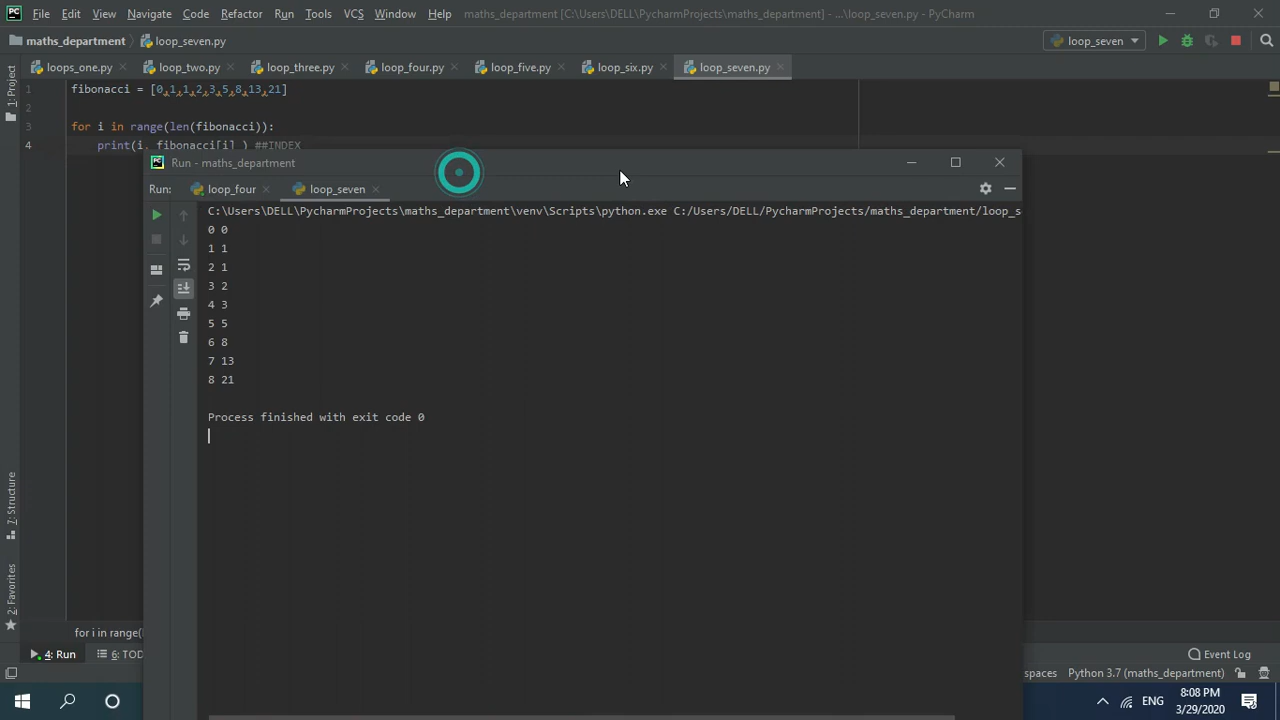 File Edit View Navigate Code Refactor Run Tools VCS Window Help maths_department [C:\Users\DELL\PycharmProjects\maths_department] - ...\loop_seven.py - PyCharm
maths_department loop_seven.py loop_seven
1: Project loops_one.py loop_two.py loop_three.py loop_four.py loop_five.py loop_six.py loop_seven.py
1 fibonacci = [0,1,1,2,3,5,8,13,21]
2
3 for i in range(len(fibonacci)):
4 print(i, fibonacci[i] ) ##INDEX
Run - maths_department
Run: loop_four loop_seven
C:\Users\DELL\PycharmProjects\maths_department\venv\Scripts\python.exe C:/Users/DELL/PycharmProjects/maths_department/loop_s
0 0
1 1
2 1
3 2
4 3
5 5
6 8
7 13
8 21
Process finished with exit code 0
7: Structure
2: Favorites
for i in range(l
4: Run 6: TOD Event Log
spaces Python 3.7 (maths_department)
ENG 8:08 PM
3/29/2020